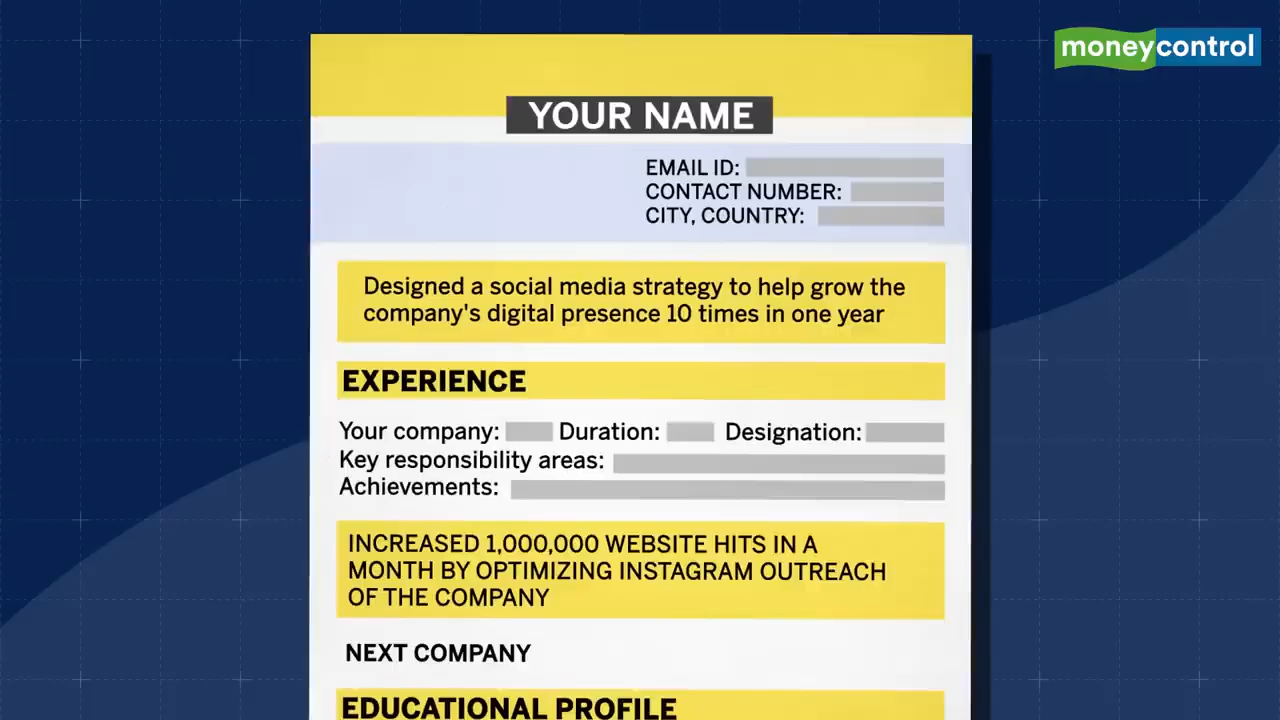 moneycontrol
YOUR NAME
EMAIL ID:
CONTACT NUMBER:
CITY, COUNTRY:
Designed a social media strategy to help grow the
company's digital presence 10 times in one year
EXPERIENCE
Your company: Duration: Designation:
Key responsibility areas:
Achievements:
INCREASED 1,000,000 WEBSITE HITS IN A
MONTH BY OPTIMIZING INSTAGRAM OUTREACH
OF THE COMPANY
NEXT COMPANY
EDUCATIONAL PROFILE